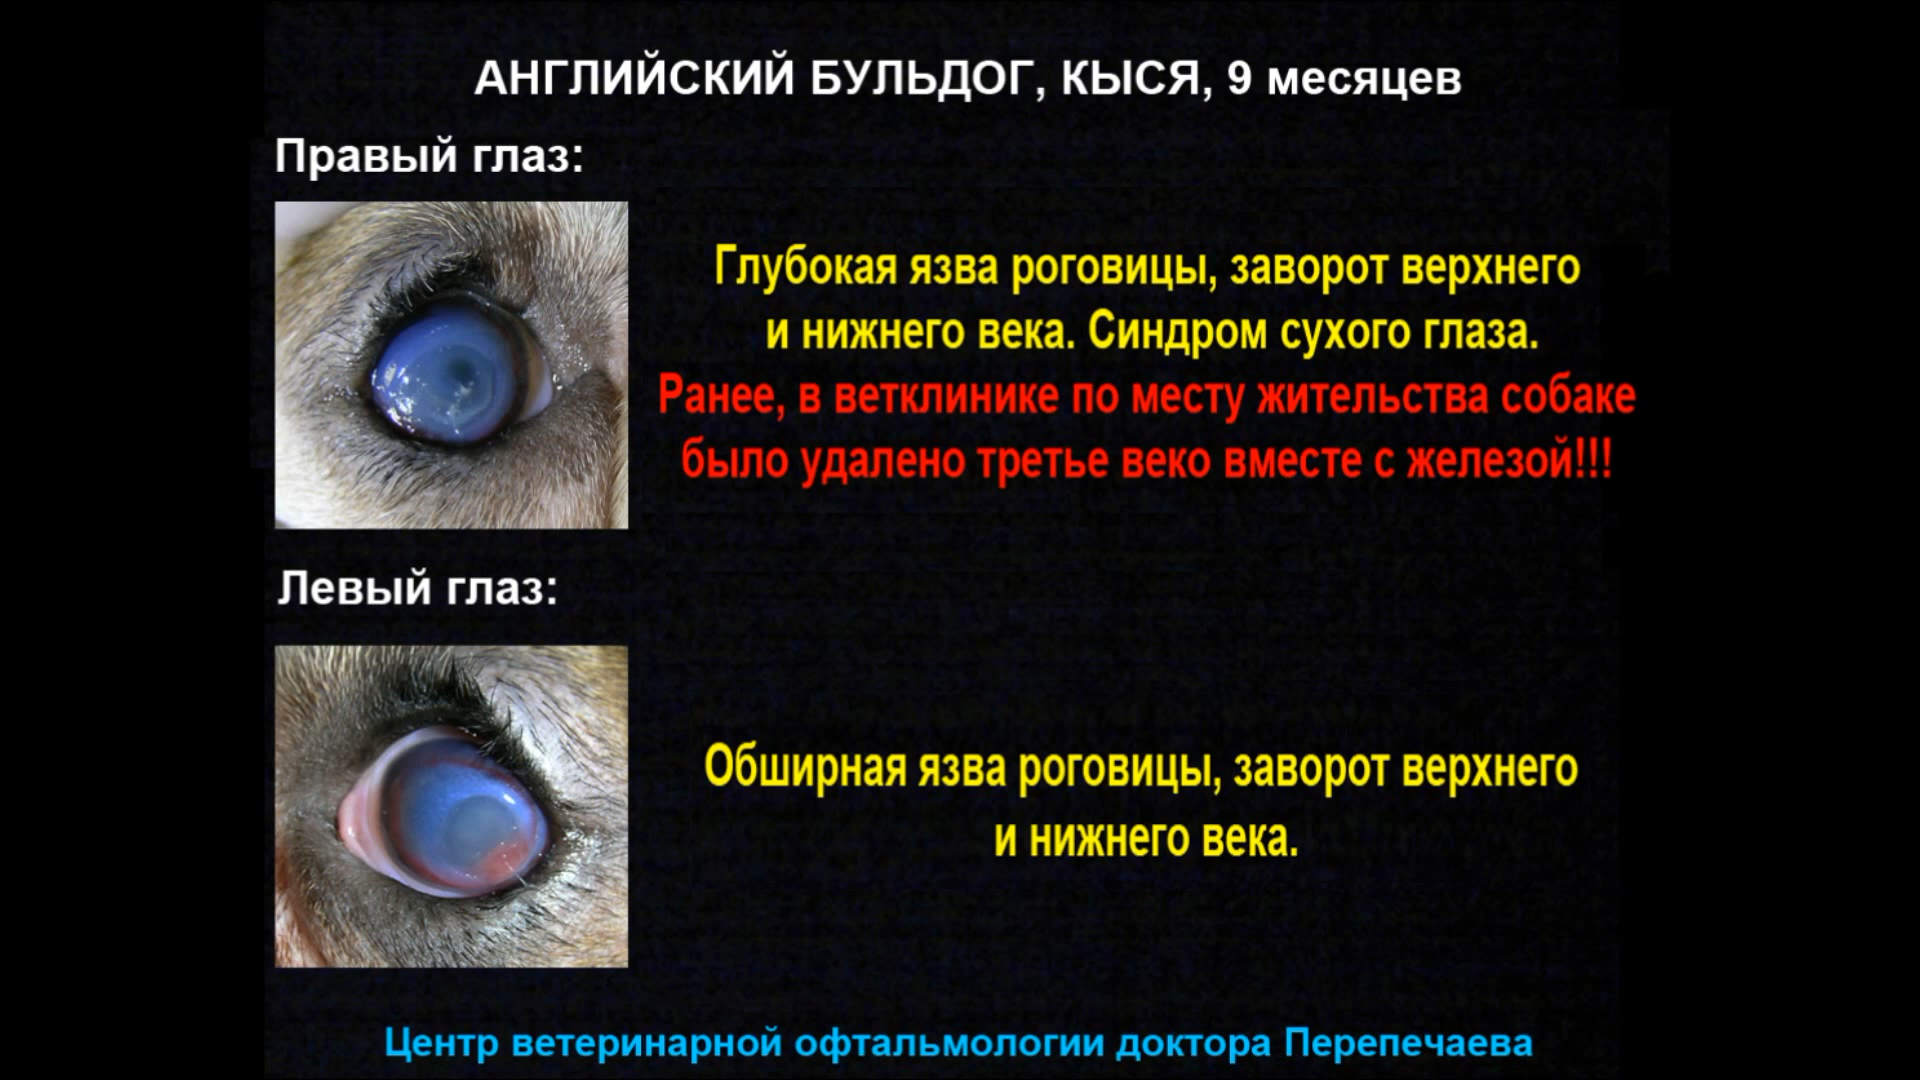 АНГЛИЙСКИЙ БУЛЬДОГ, КЫСЯ, 9 месяцев
Правый глаз:
Глубокая язва роговицы, заворот верхнего
и нижнего века. Синдром сухого глаза.
Ранее, в ветклинике по месту жительства собаке
было удалено третье веко вместе с железой!!!
Левый глаз:
Обширная язва роговицы, заворот верхнего
и нижнего века.
Центр ветеринарной офтальмологии доктора Перепечаева